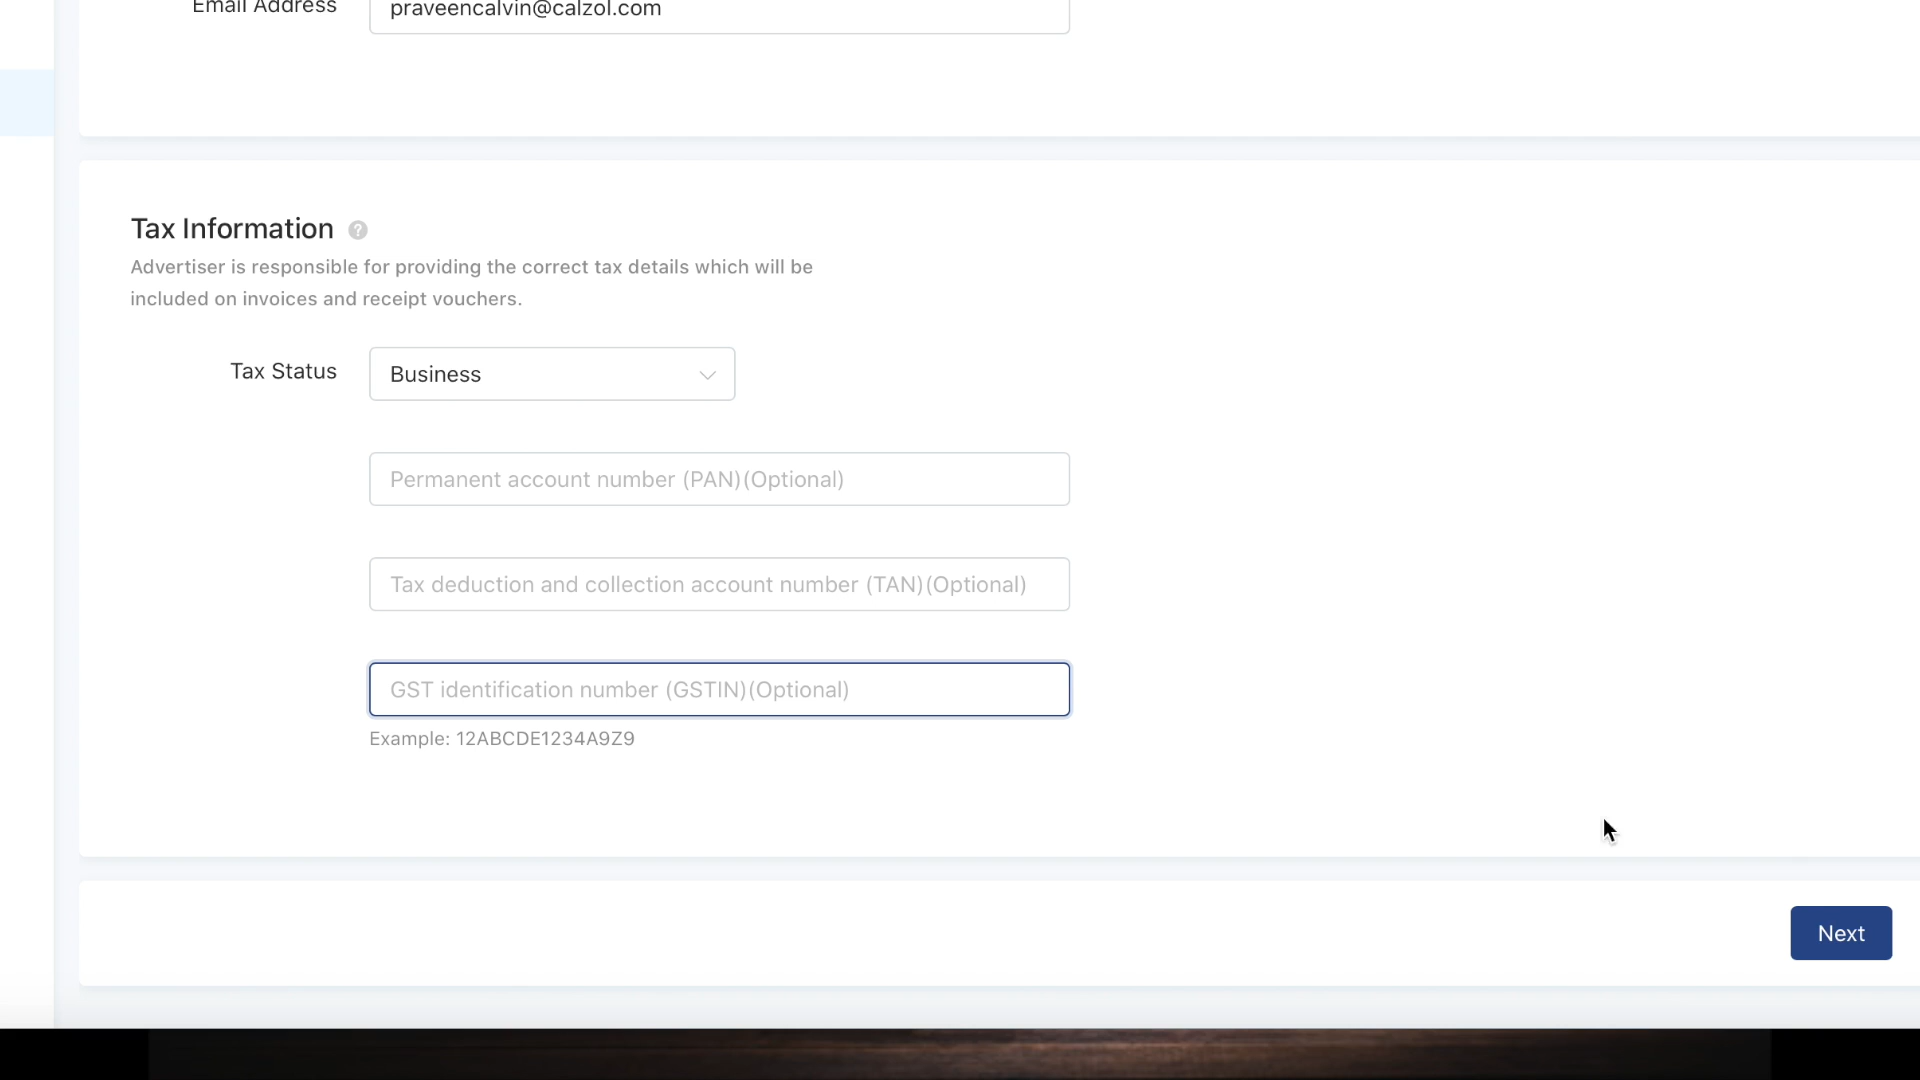 Email Address
praveencalvin@calzol.com
Tax Information ?
Advertiser is responsible for providing the correct tax details which will be
included on invoices and receipt vouchers.
Tax Status
Business
Permanent account number (PAN)(Optional)
Tax deduction and collection account number (TAN)(Optional)
GST identification number (GSTIN)(Optional)
Example: 12ABCDE1234A9Z9
Next